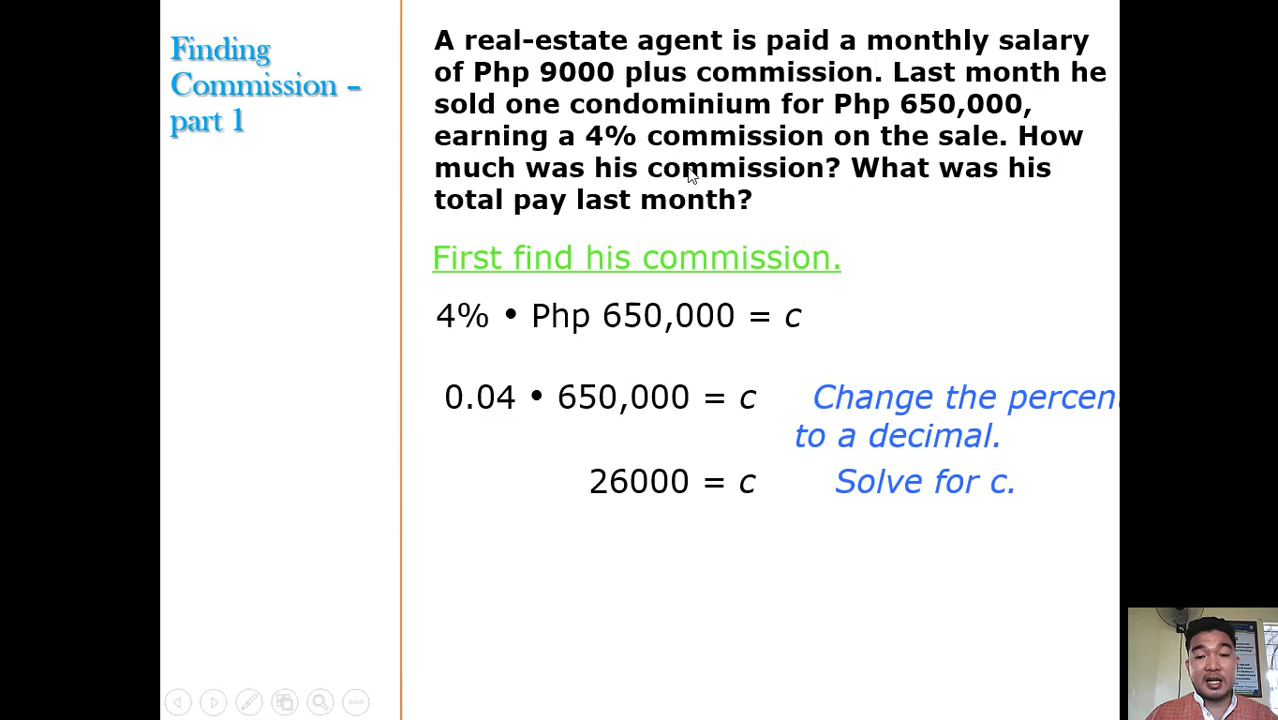 Finding
Commission –
part 1
A real-estate agent is paid a monthly salary
of Php 9000 plus commission. Last month he
sold one condominium for Php 650,000,
earning a 4% commission on the sale. How
much was his commission? What was his
total pay last month?
First find his commission.
4% • Php 650,000 = c
0.04 • 650,000 = c
Change the percen
to a decimal.
26000 = c
Solve for c.